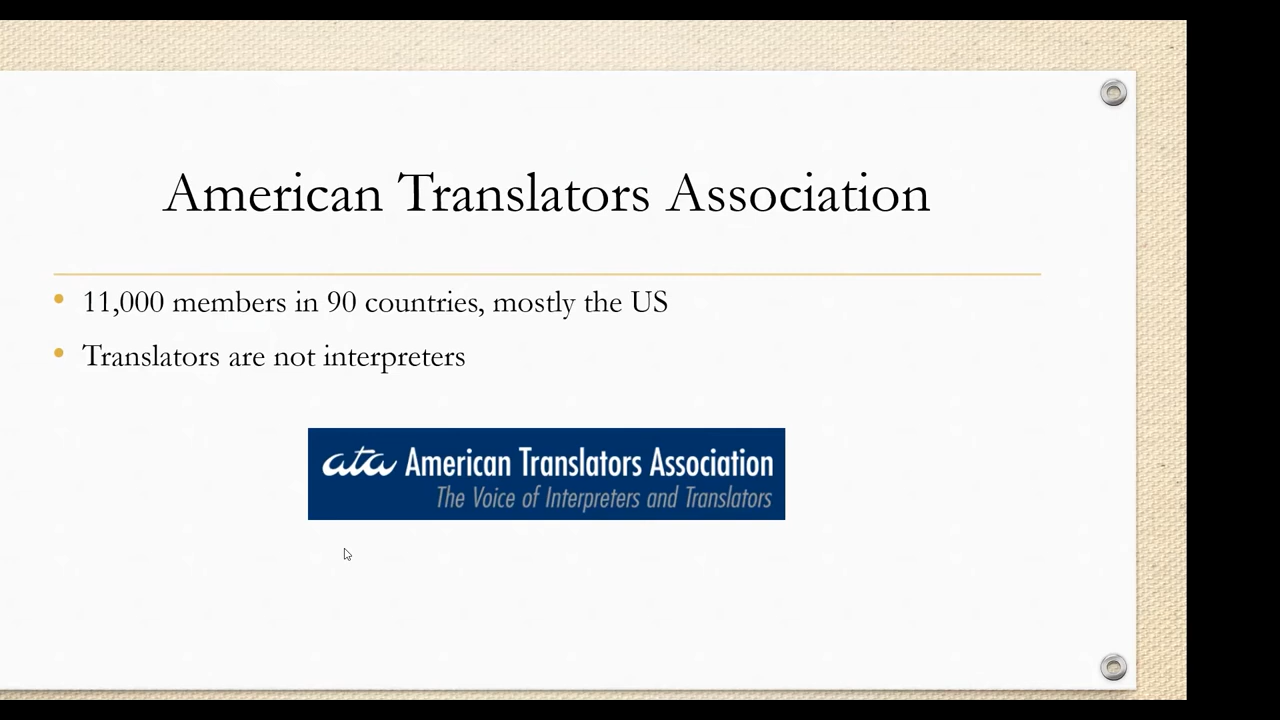 American Translators Association
11,000 members in 90 countries, mostly the US
Translators are not interpreters
ata American Translators Association
The Voice of Interpreters and Translators